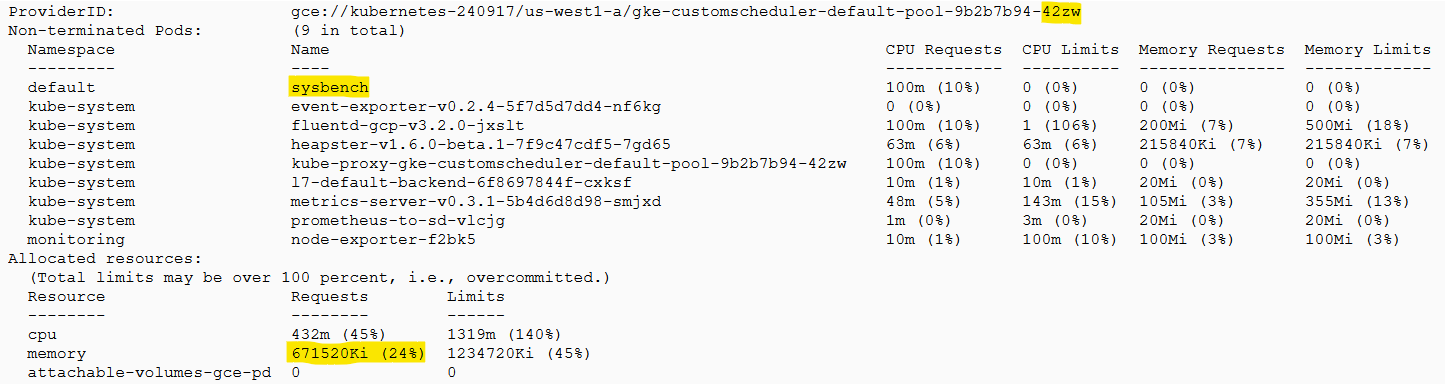 ProviderID: gce://kubernetes-240917/us-west1-a/gke-customscheduler-default-pool-9b2b7b94-42zw
Non-terminated Pods: (9 in total)
Namespace Name CPU Requests CPU Limits Memory Requests Memory Limits
--------- ---- ------------ ---------- --------------- -------------
default sysbench 100m (10%) 0 (0%) 0 (0%) 0 (0%)
kube-system event-exporter-v0.2.4-5f7d5d7dd4-nf6kg 0 (0%) 0 (0%) 0 (0%) 0 (0%)
kube-system fluentd-gcp-v3.2.0-jxslt 100m (10%) 1 (106%) 200Mi (7%) 500Mi (18%)
kube-system heapster-v1.6.0-beta.1-7f9c47cdf5-7gd65 63m (6%) 63m (6%) 215840Ki (7%) 215840Ki (7%)
kube-system kube-proxy-gke-customscheduler-default-pool-9b2b7b94-42zw 100m (10%) 0 (0%) 0 (0%) 0 (0%)
kube-system l7-default-backend-6f8697844f-cxksf 10m (1%) 10m (1%) 20Mi (0%) 20Mi (0%)
kube-system metrics-server-v0.3.1-5b4d6d8d98-smjxd 48m (5%) 143m (15%) 105Mi (3%) 355Mi (13%)
kube-system prometheus-to-sd-vlcjg 1m (0%) 3m (0%) 20Mi (0%) 20Mi (0%)
monitoring node-exporter-f2bk5 10m (1%) 100m (10%) 100Mi (3%) 100Mi (3%)
Allocated resources:
(Total limits may be over 100 percent, i.e., overcommitted.)
Resource Requests Limits
-------- -------- ------
cpu 432m (45%) 1319m (140%)
memory 671520Ki (24%) 1234720Ki (45%)
attachable-volumes-gce-pd 0 0